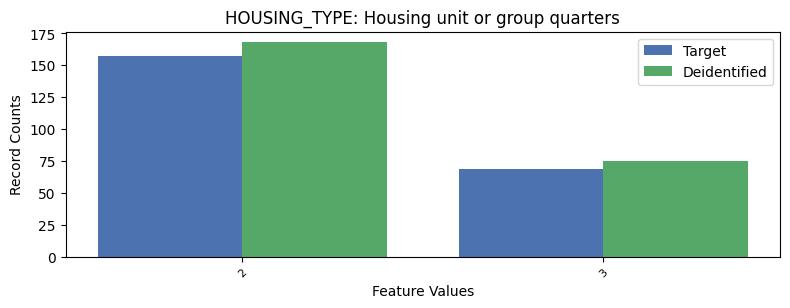 HOUSING_TYPE: Housing unit or group quarters
175
150
125
100
75
50
25
0
Record Counts
Target
Deidentified
2
3
Feature Values